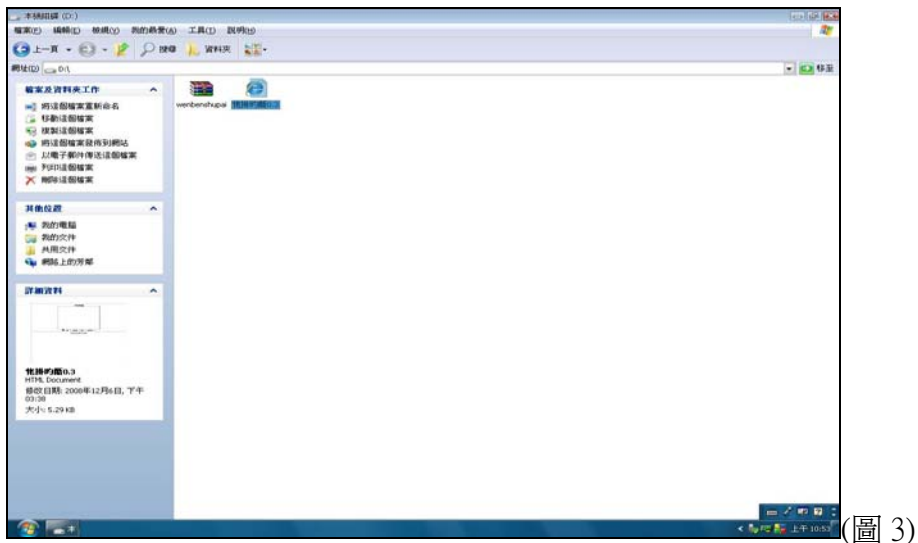 本機磁碟 (D:)
檔案(F) 編輯(E) 檢視(V) 我的最愛(A) 工具(T) 說明(H)
上一頁 搜尋 資料夾
網址(D) D:\ 移至
檔案及資料夾工作
將這個檔案重新命名
移動這個檔案
複製這個檔案
將這個檔案發佈到網站
以電子郵件傳送這個檔案
列印這個檔案
刪除這個檔案
其他位置
我的電腦
我的文件
共用文件
網路上的芳鄰
詳細資料
HTML Document
修改日期: 2008年12月6日, 下午
03:38
大小: 5.29 KB
wenbenshupai
上午 10:53
(圖 3)